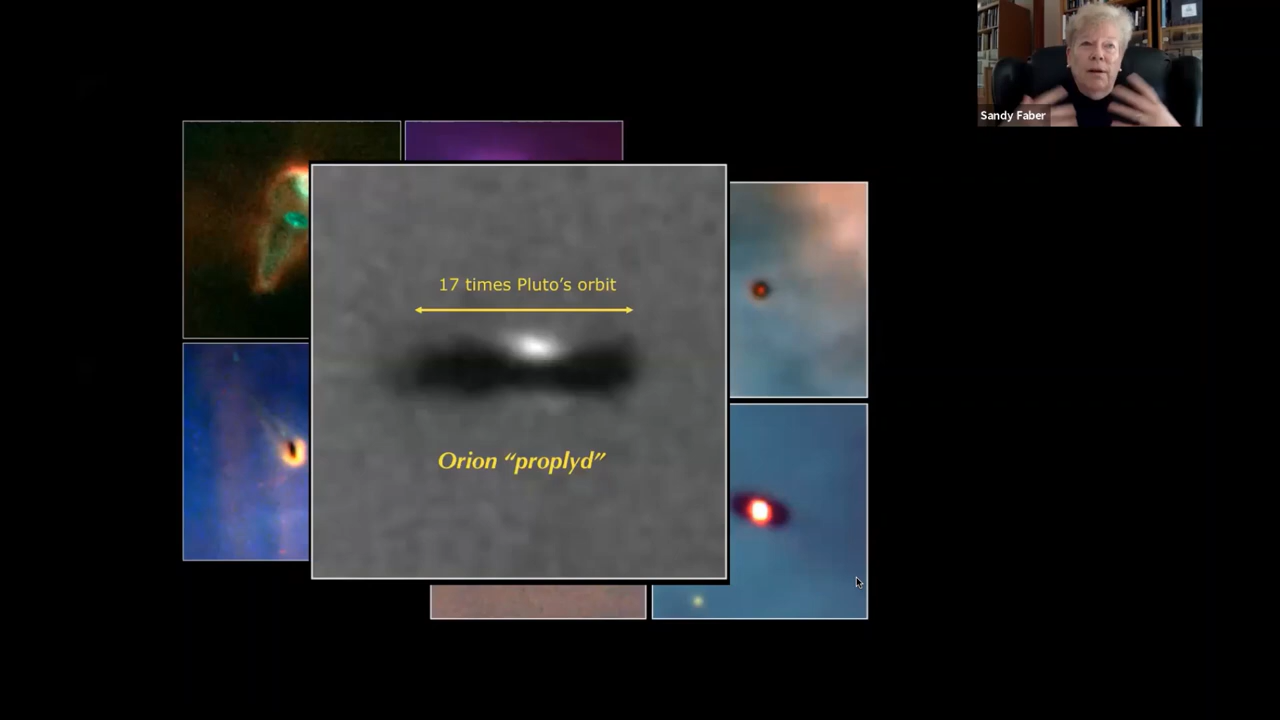 Sandy Faber
17 times Pluto’s orbit
Orion “proplyd”